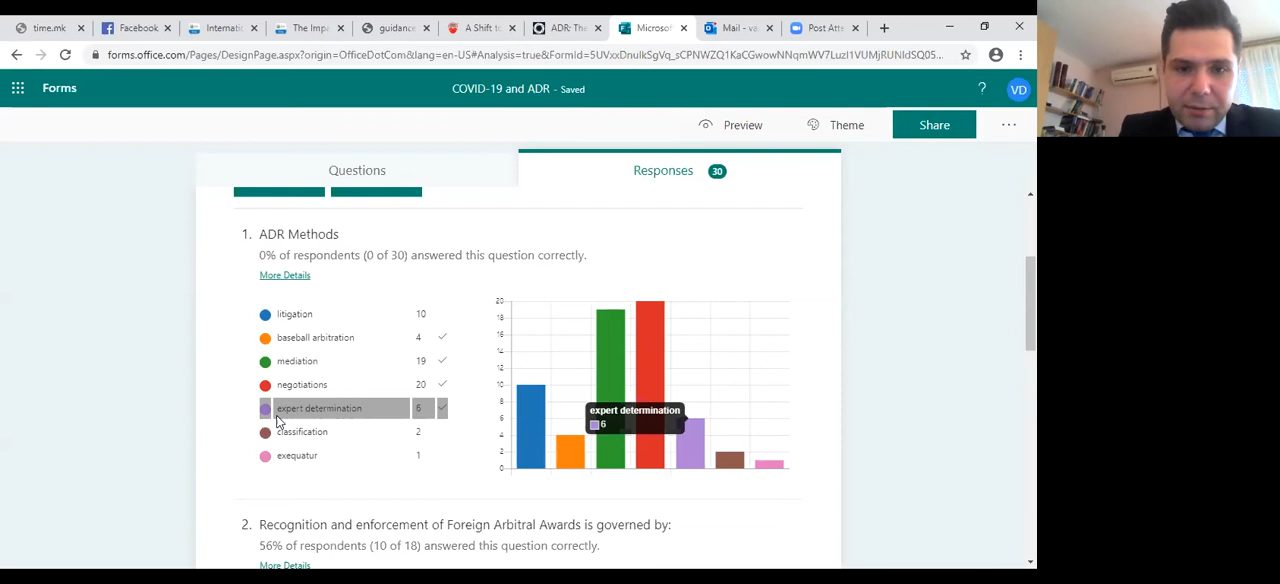 time.mk
Facebook
Internatio
The Impa
guidance
A Shift to
ADR: The
Microsof
Mail - va
Post Atte
forms.office.com/Pages/DesignPage.aspx?origin=OfficeDotCom&lang=en-US#Analysis=true&FormId=
Forms
COVID-19 and ADR - Saved
?
VD
Preview
Theme
Share
Questions
Responses 30
1. ADR Methods
0% of respondents (0 of 30) answered this question correctly.
More Details
litigation 10
baseball arbitration 4
mediation 19
negotiations 20
expert determination 6
classification 2
exequatur 1
20
18
16
14
12
10
8
6
4
2
0
expert determination
6
2. Recognition and enforcement of Foreign Arbitral Awards is governed by:
56% of respondents (10 of 18) answered this question correctly.
More Details